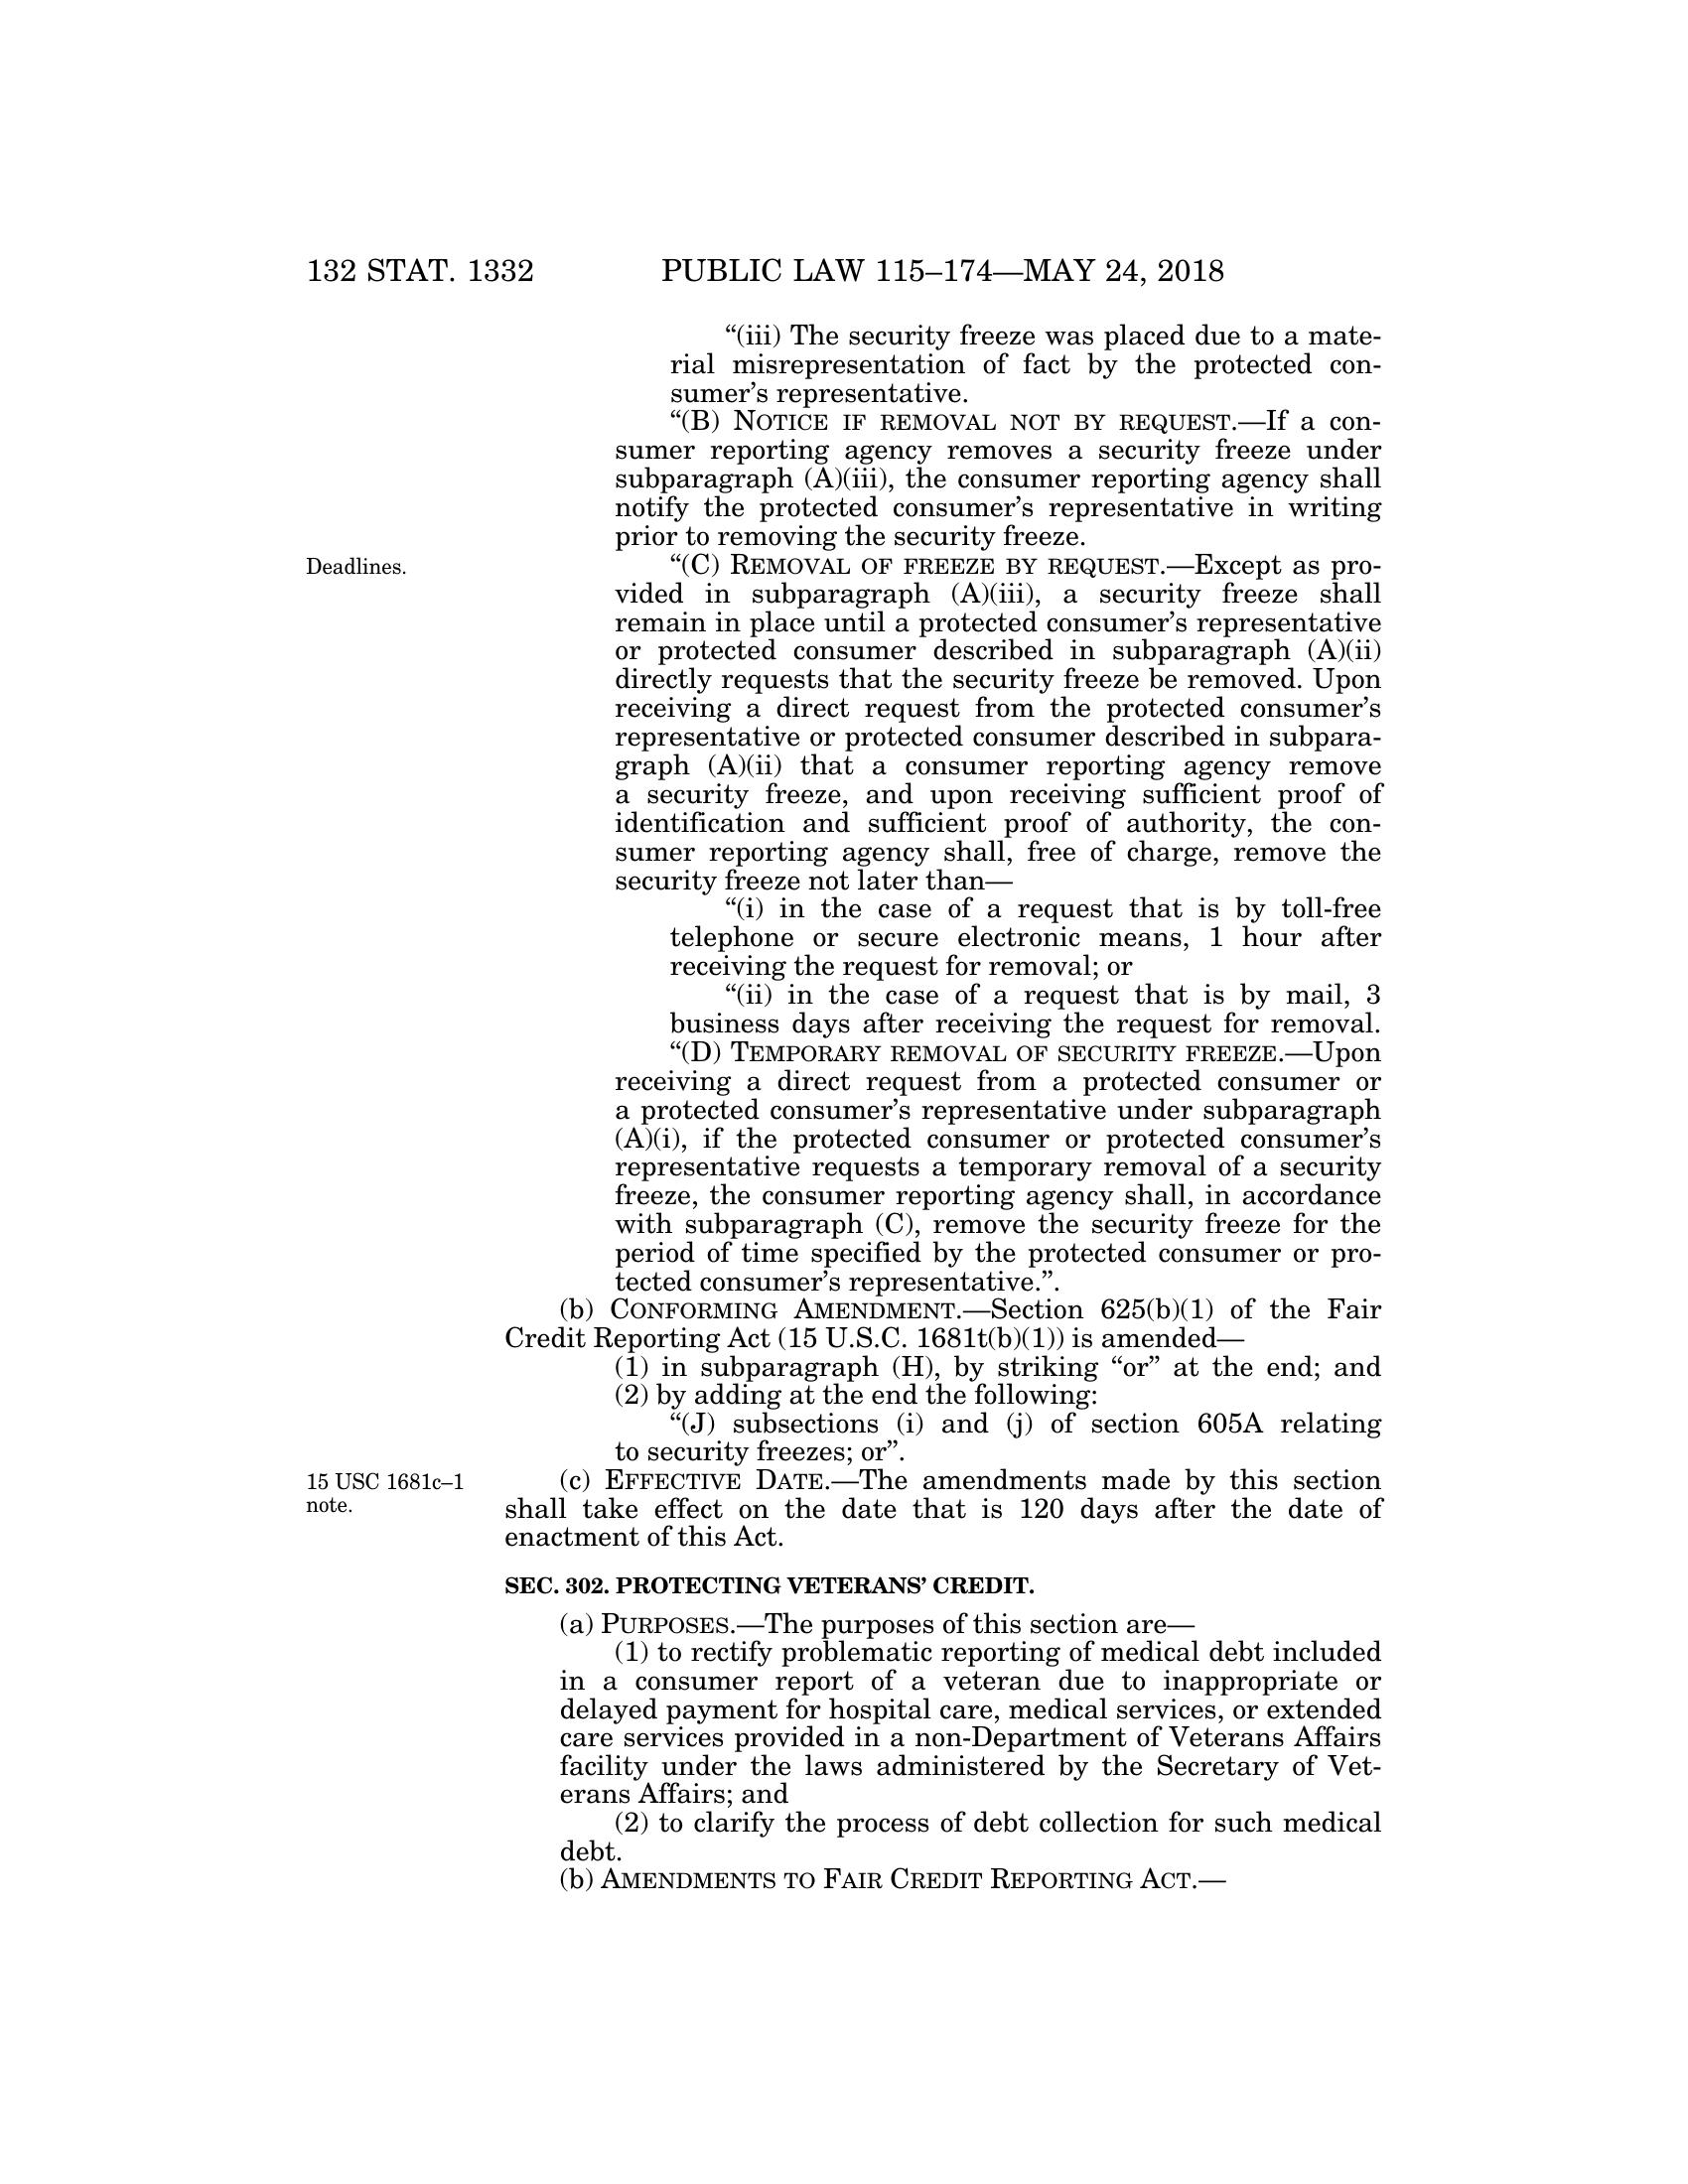 132 STAT. 1332 PUBLIC LAW 115–174—MAY 24, 2018
“(iii) The security freeze was placed due to a mate-
rial misrepresentation of fact by the protected con-
sumer’s representative.
“(B) NOTICE IF REMOVAL NOT BY REQUEST.—If a con-
sumer reporting agency removes a security freeze under
subparagraph (A)(iii), the consumer reporting agency shall
notify the protected consumer’s representative in writing
prior to removing the security freeze.
Deadlines.
“(C) REMOVAL OF FREEZE BY REQUEST.—Except as pro-
vided in subparagraph (A)(iii), a security freeze shall
remain in place until a protected consumer’s representative
or protected consumer described in subparagraph (A)(ii)
directly requests that the security freeze be removed. Upon
receiving a direct request from the protected consumer’s
representative or protected consumer described in subpara-
graph (A)(ii) that a consumer reporting agency remove
a security freeze, and upon receiving sufficient proof of
identification and sufficient proof of authority, the con-
sumer reporting agency shall, free of charge, remove the
security freeze not later than—
“(i) in the case of a request that is by toll-free
telephone or secure electronic means, 1 hour after
receiving the request for removal; or
“(ii) in the case of a request that is by mail, 3
business days after receiving the request for removal.
“(D) TEMPORARY REMOVAL OF SECURITY FREEZE.—Upon
receiving a direct request from a protected consumer or
a protected consumer’s representative under subparagraph
(A)(i), if the protected consumer or protected consumer’s
representative requests a temporary removal of a security
freeze, the consumer reporting agency shall, in accordance
with subparagraph (C), remove the security freeze for the
period of time specified by the protected consumer or pro-
tected consumer’s representative.”.
(b) CONFORMING AMENDMENT.—Section 625(b)(1) of the Fair
Credit Reporting Act (15 U.S.C. 1681t(b)(1)) is amended—
(1) in subparagraph (H), by striking “or” at the end; and
(2) by adding at the end the following:
“(J) subsections (i) and (j) of section 605A relating
to security freezes; or”.
15 USC 1681c–1
note.
(c) EFFECTIVE DATE.—The amendments made by this section
shall take effect on the date that is 120 days after the date of
enactment of this Act.
SEC. 302. PROTECTING VETERANS’ CREDIT.
(a) PURPOSES.—The purposes of this section are—
(1) to rectify problematic reporting of medical debt included
in a consumer report of a veteran due to inappropriate or
delayed payment for hospital care, medical services, or extended
care services provided in a non-Department of Veterans Affairs
facility under the laws administered by the Secretary of Vet-
erans Affairs; and
(2) to clarify the process of debt collection for such medical
debt.
(b) AMENDMENTS TO FAIR CREDIT REPORTING ACT.—